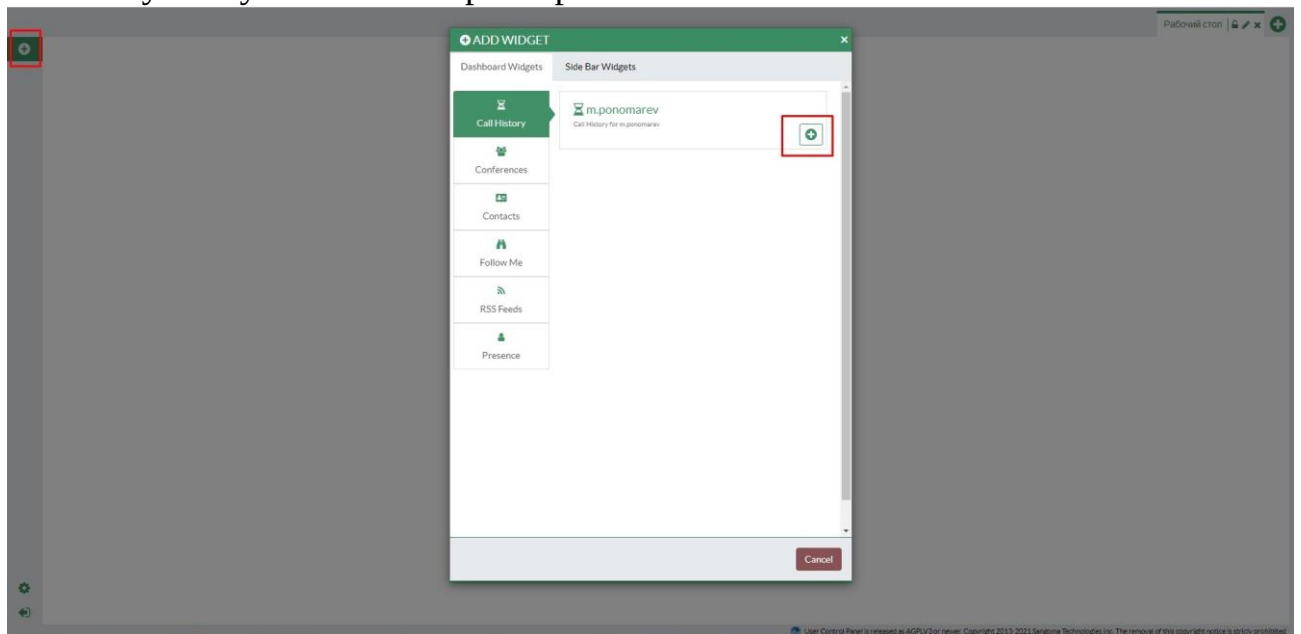 Рабочий стол
ADD WIDGET
Dashboard Widgets Side Bar Widgets
Call History
m.ponomarev
Call History for m.ponomarev
Conferences
Contacts
Follow Me
RSS Feeds
Presence
Cancel
User Control Panel is released as AGPLV3 or newer. Copyright 2013-2021 Sangoma Technologies Inc. The removal of this copyright notice is strictly prohibited